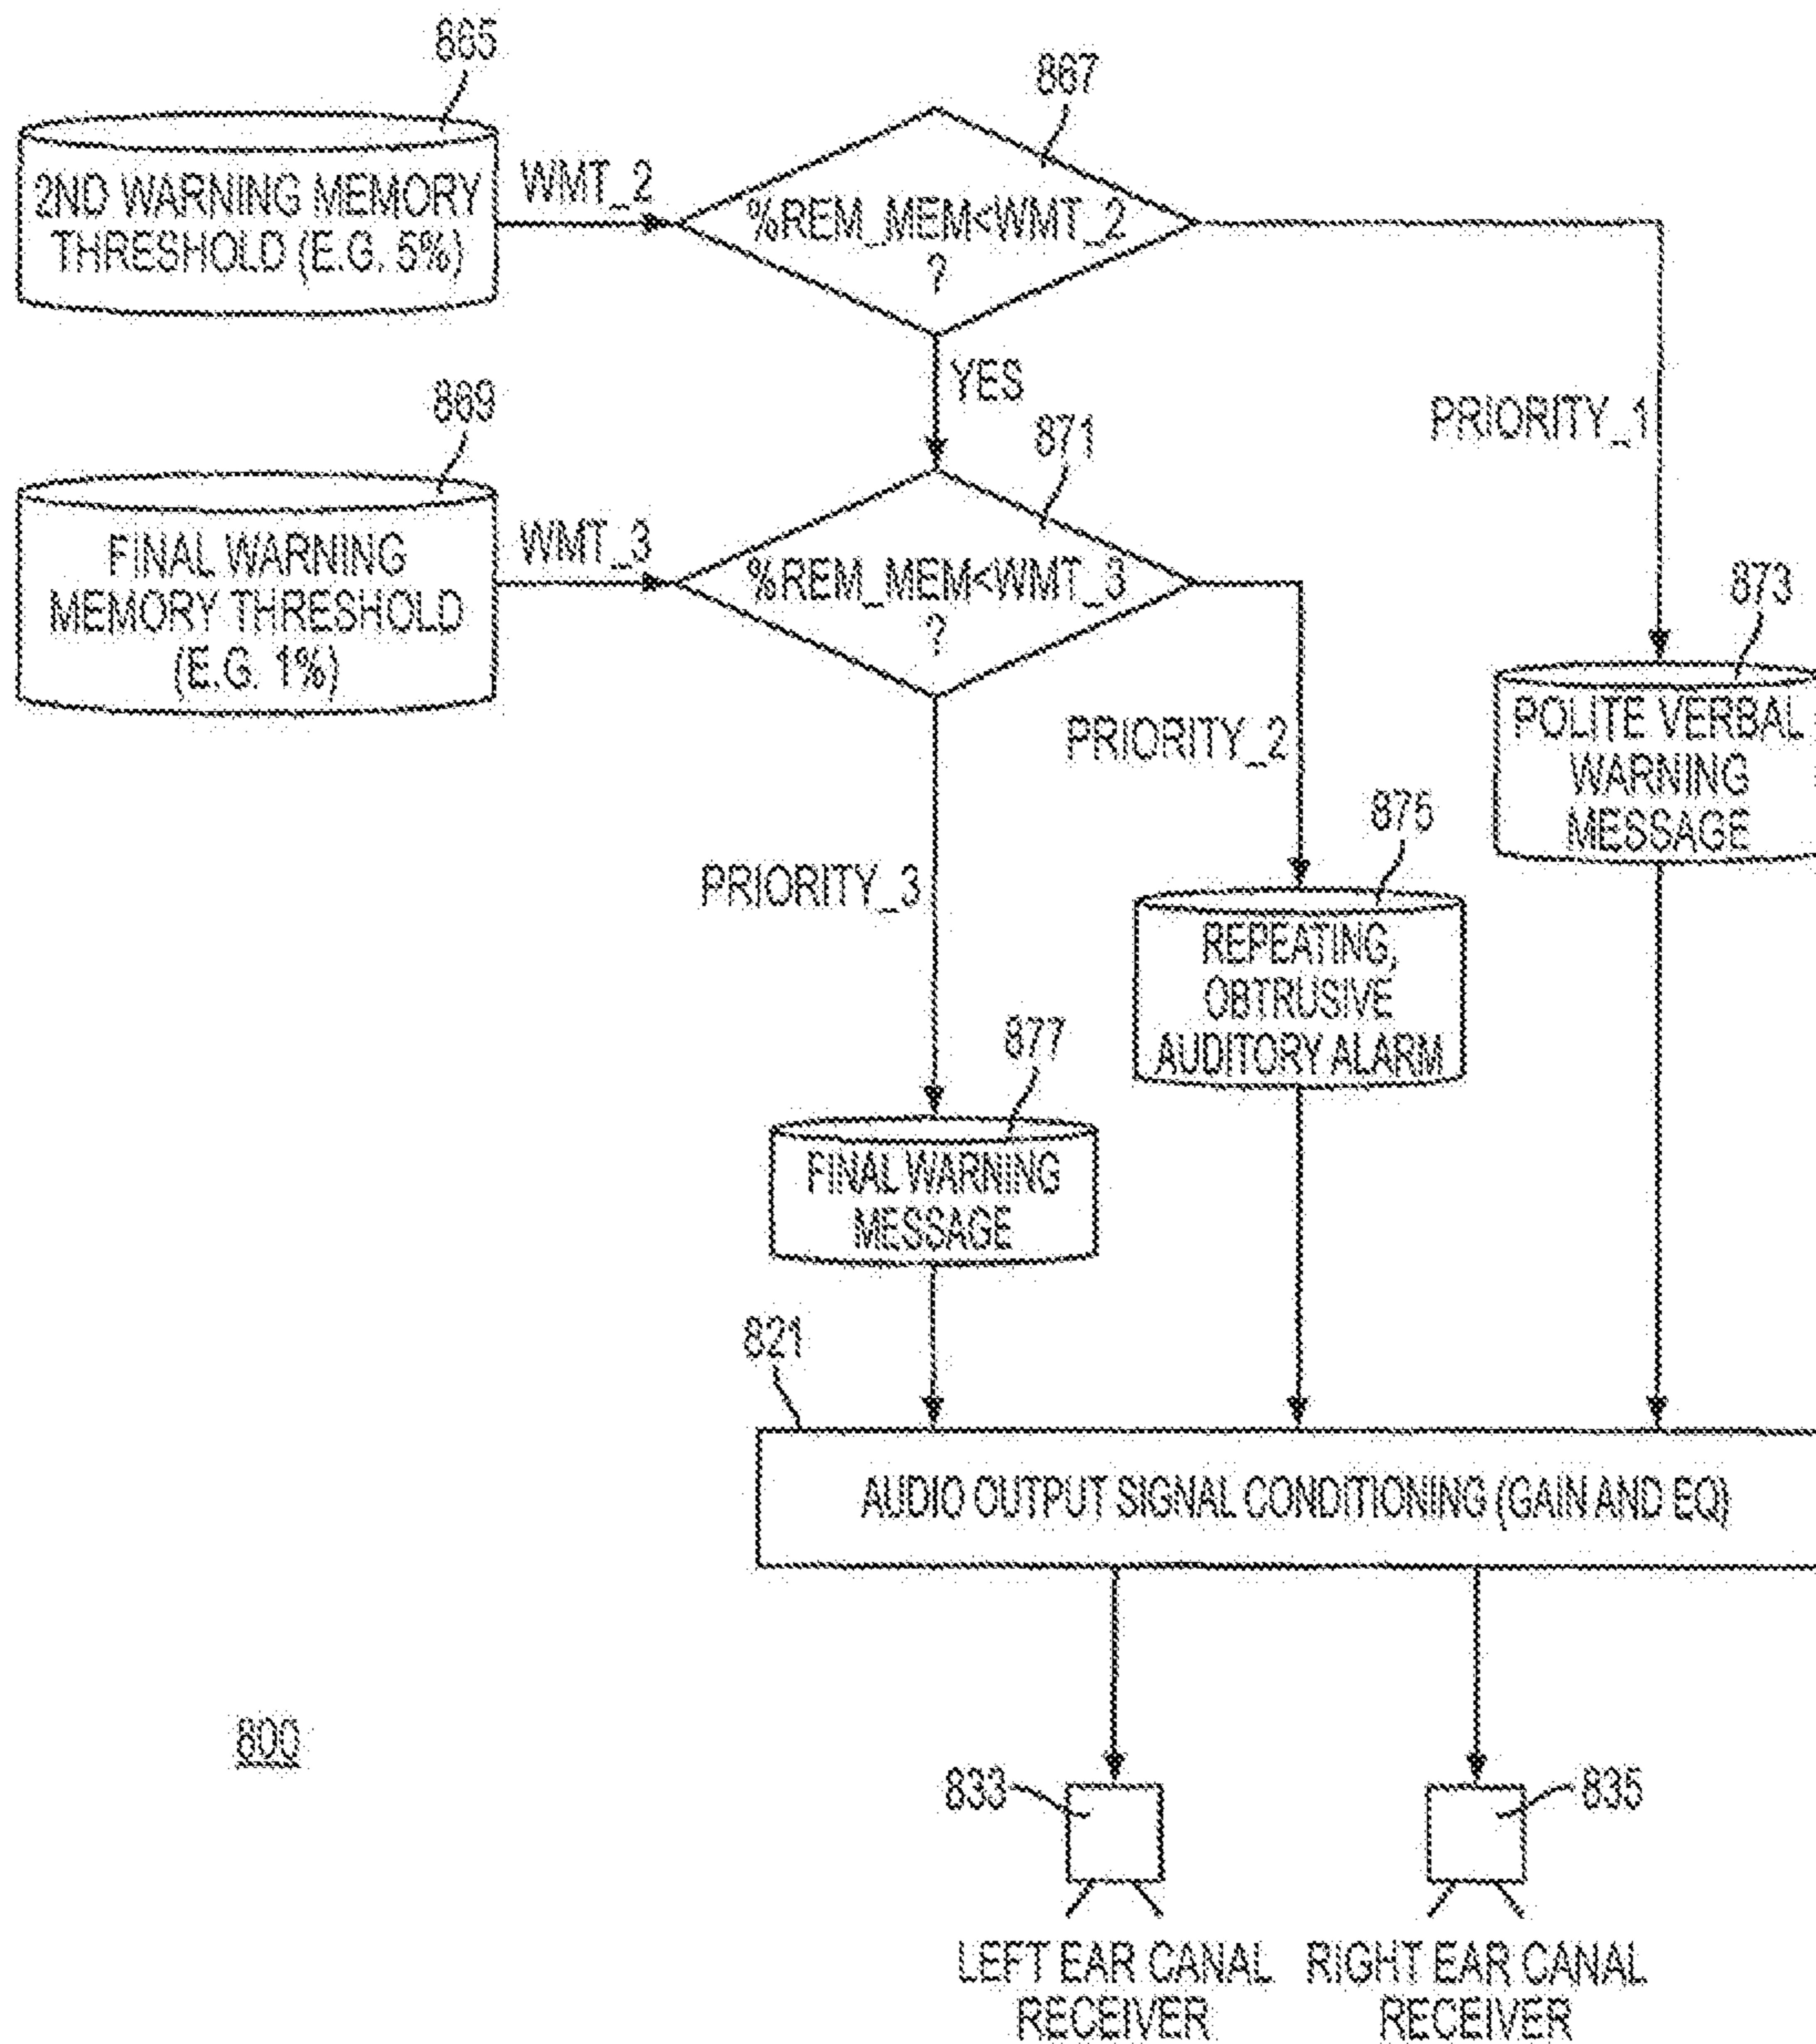 865
867
2ND WARNING MEMORY
THRESHOLD (E.G. 5%)
WMT_2
%REM_MEM<WMT_2
?
YES
PRIORITY_1
869
871
FINAL WARNING
MEMORY THRESHOLD
(E.G. 1%)
WMT_3
%REM_MEM<WMT_3
?
873
POLITE VERBAL
WARNING
MESSAGE
PRIORITY_2
PRIORITY_3
875
REPEATING,
OBTRUSIVE
AUDITORY ALARM
877
FINAL WARNING
MESSAGE
821
AUDIO OUTPUT SIGNAL CONDITIONING (GAIN AND EQ)
800
833
835
LEFT EAR CANAL
RECEIVER
RIGHT EAR CANAL
RECEIVER